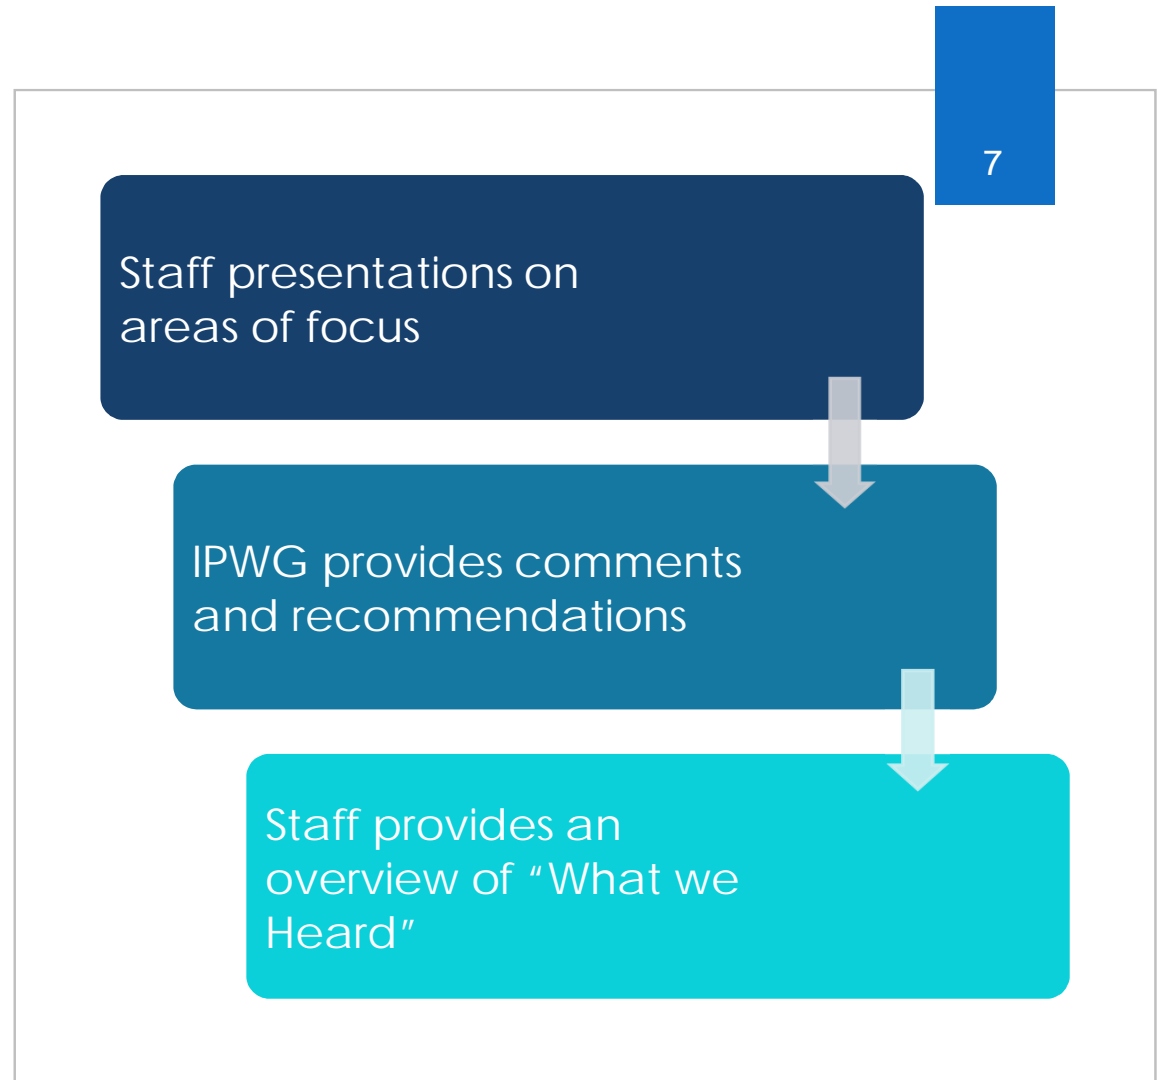 7
Staff presentations on
areas of focus
IPWG provides comments
and recommendations
Staff provides an
overview of “What we
Heard”